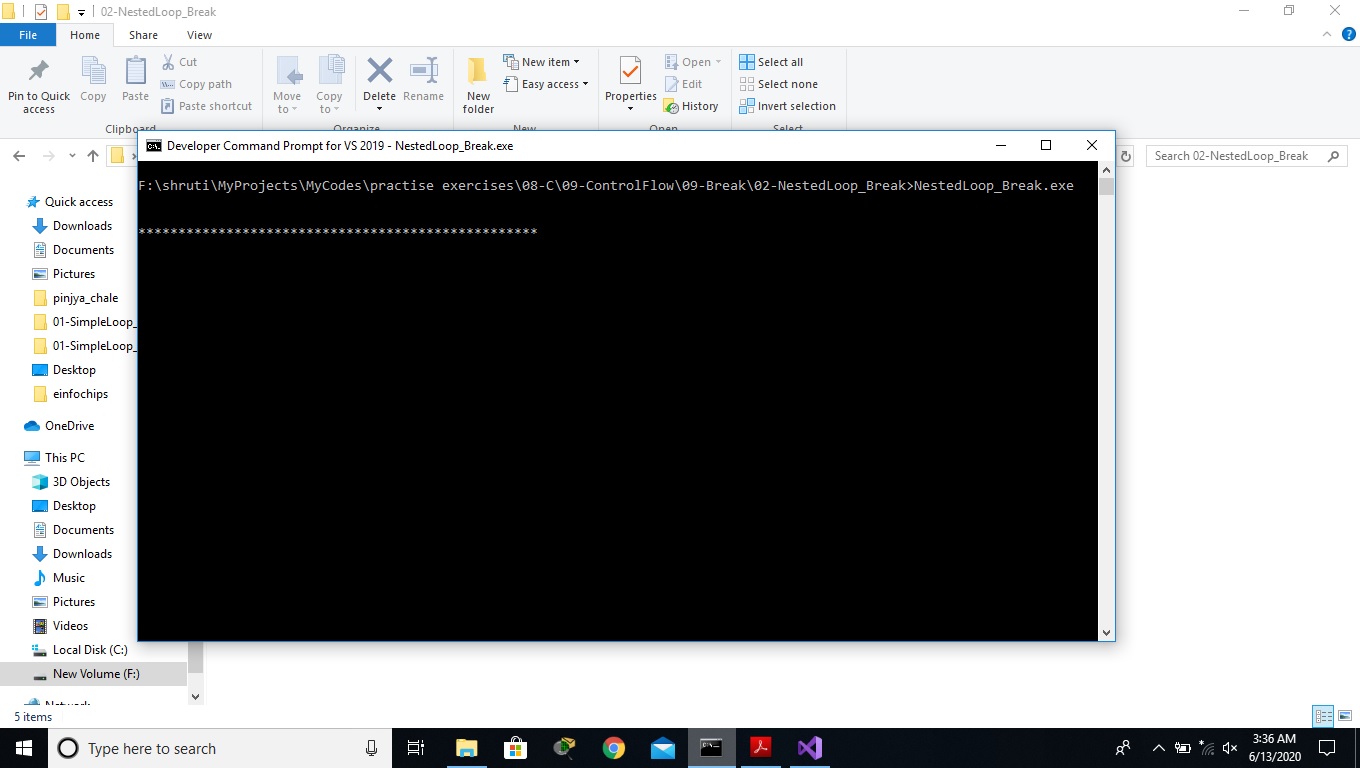 02-NestedLoop_Break
File Home Share View
Pin to Quick access
Copy
Paste
Cut
Copy path
Paste shortcut
Clipboard
Move to
Copy to
Delete
Rename
Organize
New folder
New item
Easy access
New
Properties
Open
Edit
History
Open
Select all
Select none
Invert selection
Select
Search 02-NestedLoop_Break
Developer Command Prompt for VS 2019 - NestedLoop_Break.exe
F:\shruti\MyProjects\MyCodes\practise exercises\08-C\09-ControlFlow\09-Break\02-NestedLoop_Break>NestedLoop_Break.exe
**************************************************
Quick access
Downloads
Documents
Pictures
pinjya_chale
01-SimpleLoop_
01-SimpleLoop_
Desktop
einfochips
OneDrive
This PC
3D Objects
Desktop
Documents
Downloads
Music
Pictures
Videos
Local Disk (C:)
New Volume (F:)
Network
5 items
Type here to search
3:36 AM
6/13/2020